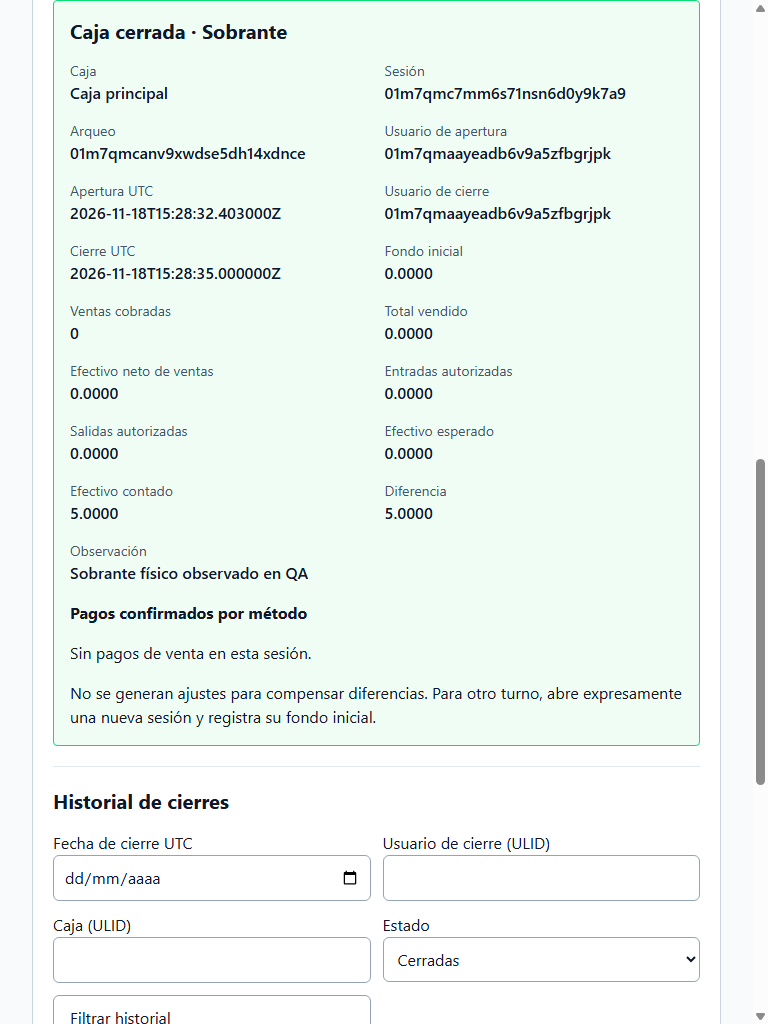 Caja cerrada · Sobrante
Caja
Caja principal
Sesión
01m7qmc7mm6s71nsn6d0y9k7a9
Arqueo
01m7qmcanv9xwdse5dh14xdnce
Usuario de apertura
01m7qmaayeadb6v9a5zfbgrjpk
Apertura UTC
2026-11-18T15:28:32.403000Z
Usuario de cierre
01m7qmaayeadb6v9a5zfbgrjpk
Cierre UTC
2026-11-18T15:28:35.000000Z
Fondo inicial
0.0000
Ventas cobradas
0
Total vendido
0.0000
Efectivo neto de ventas
0.0000
Entradas autorizadas
0.0000
Salidas autorizadas
0.0000
Efectivo esperado
0.0000
Efectivo contado
5.0000
Diferencia
5.0000
Observación
Sobrante físico observado en QA
Pagos confirmados por método
Sin pagos de venta en esta sesión.
No se generan ajustes para compensar diferencias. Para otro turno, abre expresamente
una nueva sesión y registra su fondo inicial.
Historial de cierres
Fecha de cierre UTC
dd/mm/aaaa
Usuario de cierre (ULID)
Caja (ULID)
Estado
Cerradas
Filtrar historial